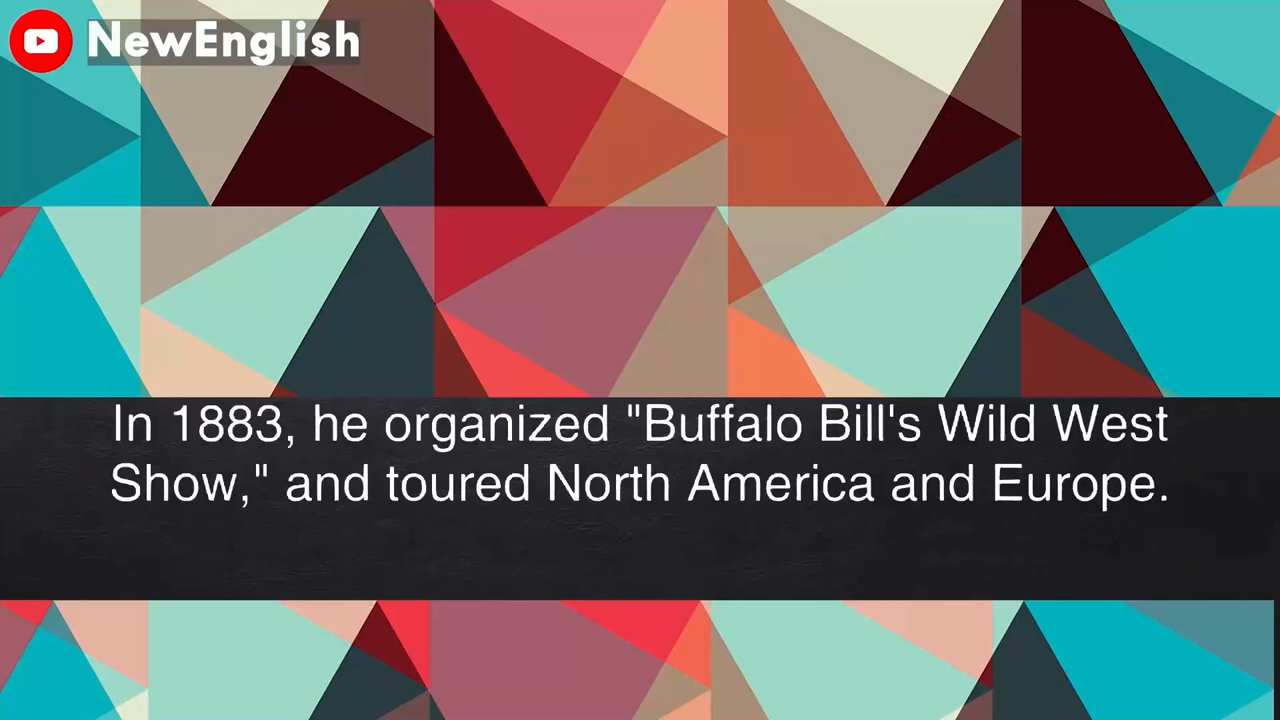 NewEnglish
In 1883, he organized "Buffalo Bill's Wild West
Show," and toured North America and Europe.